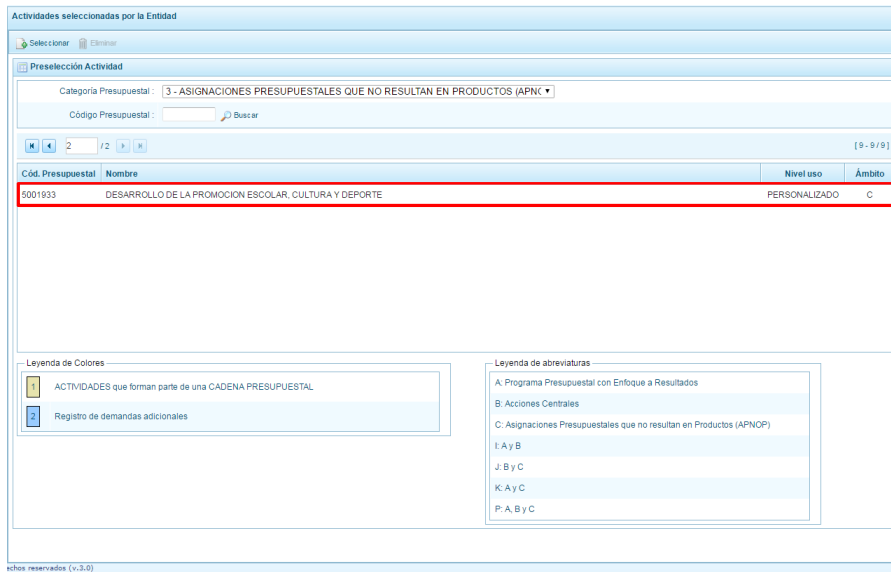 Actividades seleccionadas por la Entidad
Seleccionar Eliminar
Preselección Actividad
Categoría Presupuestal : 3 - ASIGNACIONES PRESUPUESTALES QUE NO RESULTAN EN PRODUCTOS (APNC
Código Presupuestal : Buscar
2 / 2 [ 9 - 9 / 9 ]
Cód. Presupuestal Nombre Nivel uso Ámbito
5001933 DESARROLLO DE LA PROMOCION ESCOLAR, CULTURA Y DEPORTE PERSONALIZADO C
Leyenda de Colores
1 ACTIVIDADES que forman parte de una CADENA PRESUPUESTAL
2 Registro de demandas adicionales
Leyenda de abreviaturas
A: Programa Presupuestal con Enfoque a Resultados
B: Acciones Centrales
C: Asignaciones Presupuestales que no resultan en Productos (APNOP)
I: A y B
J: B y C
K: A y C
P: A, B y C
echos reservados (v.3.0)